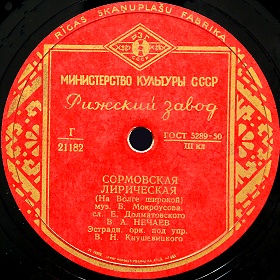 RĪGAS SKAŅUPLAŠU FABRIKA
МИНИСТЕРСТВО КУЛЬТУРЫ СССР
Рижский завод
Г
21182
ГОСТ 5289-50
III кл
СОРМОВСКАЯ
ЛИРИЧЕСКАЯ
(На Волге широкой)
муз. Б. Мокроусова.
сл. Е. Долматовского
В. А. НЕЧАЕВ
Эстрадн. орк. под упр.
В. Н. Кнушевицкого